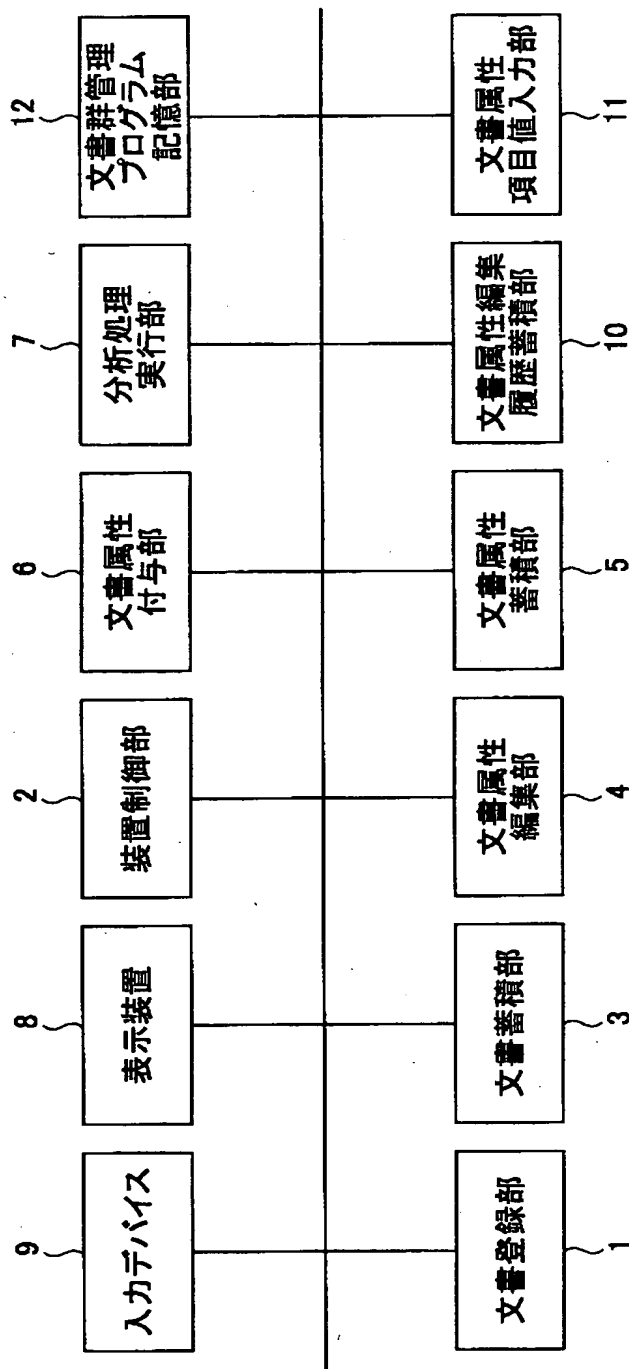 9
入力デバイス
8
表示装置
2
装置制御部
6
文書属性
付与部
7
分析処理
実行部
12
文書群管理
プログラム
記憶部
文書登録部
1
文書蓄積部
3
文書属性
編集部
4
文書属性
蓄積部
5
文書属性編集
履歴蓄積部
10
文書属性
項目値入力部
11